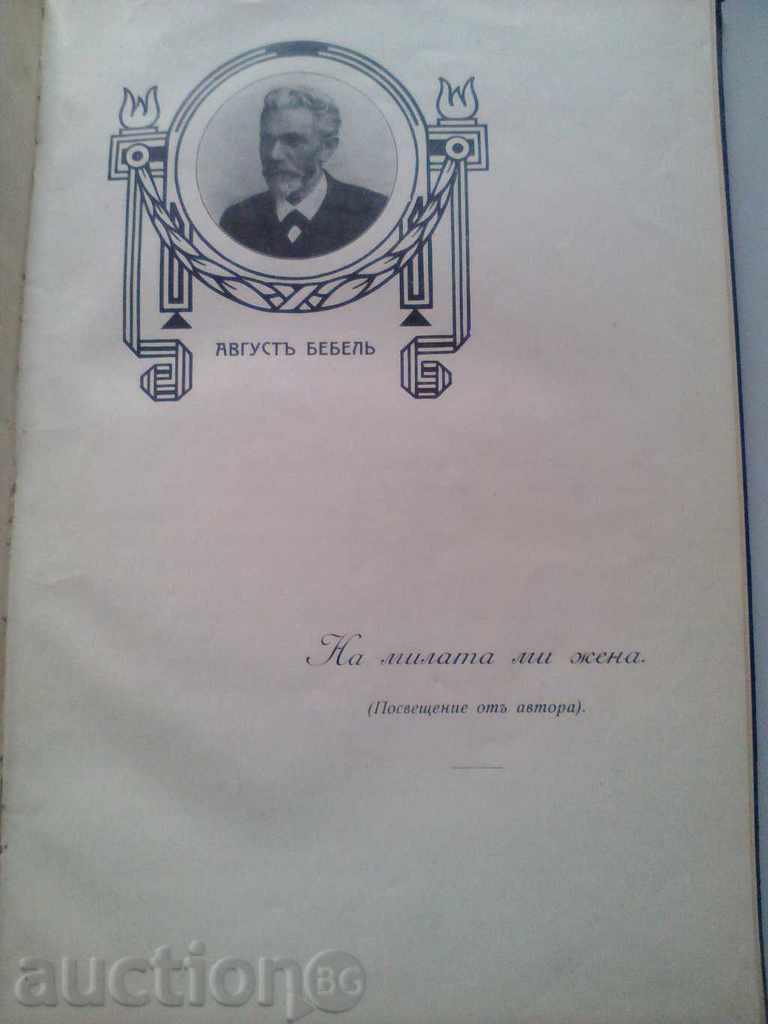 АВГУСТЪ БЕБЕЛЬ
На милата ми жена.
(Посвещение отъ автора).
auction BG